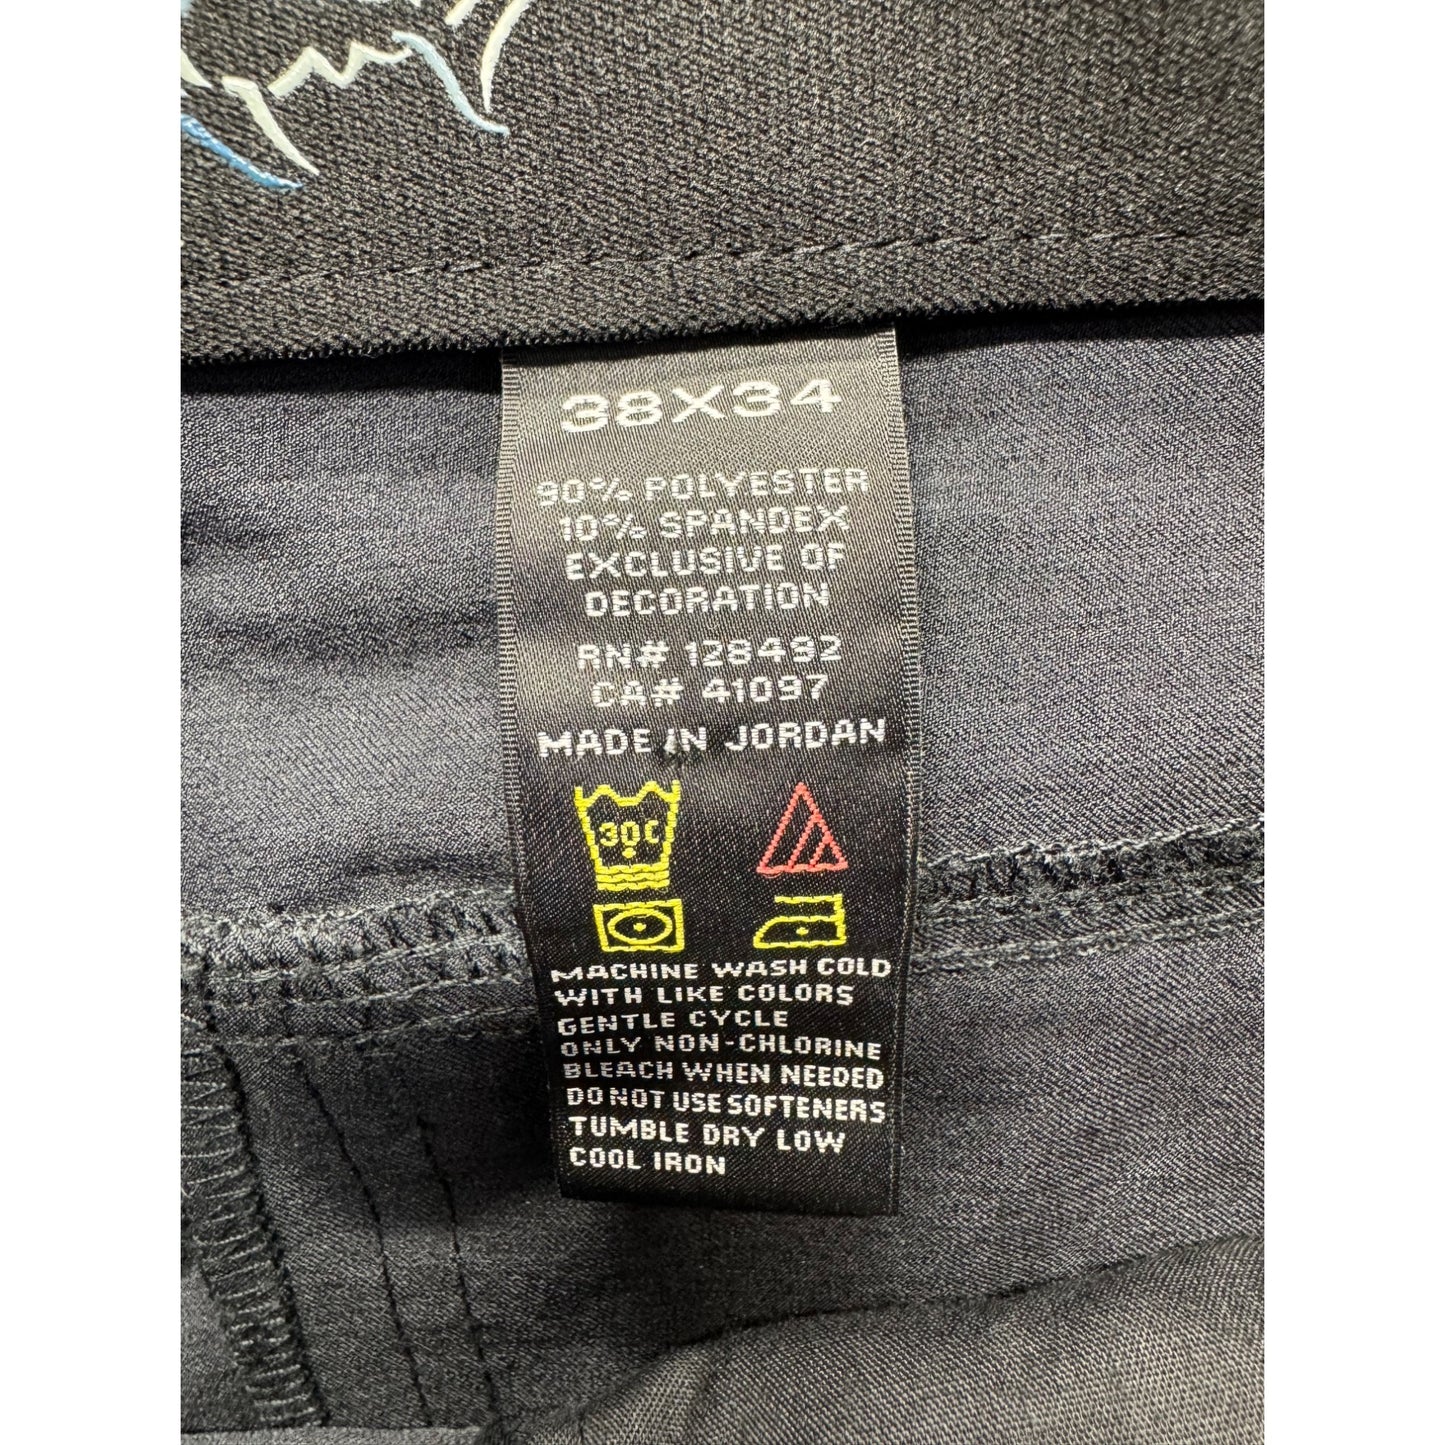 38X34
90% POLYESTER
10% SPANDEX
EXCLUSIVE OF
DECORATION
RN# 128492
CA# 41097
MADE IN JORDAN
30C
MACHINE WASH COLD
WITH LIKE COLORS
GENTLE CYCLE
ONLY NON-CHLORINE
BLEACH WHEN NEEDED
DO NOT USE SOFTENERS
TUMBLE DRY LOW
COOL IRON